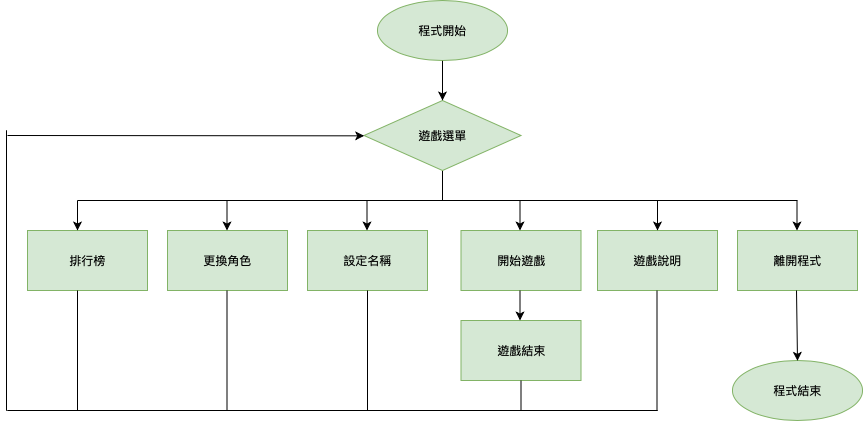 程式開始
遊戲選單
排行榜
更換角色
設定名稱
開始遊戲
遊戲說明
離開程式
遊戲結束
程式結束